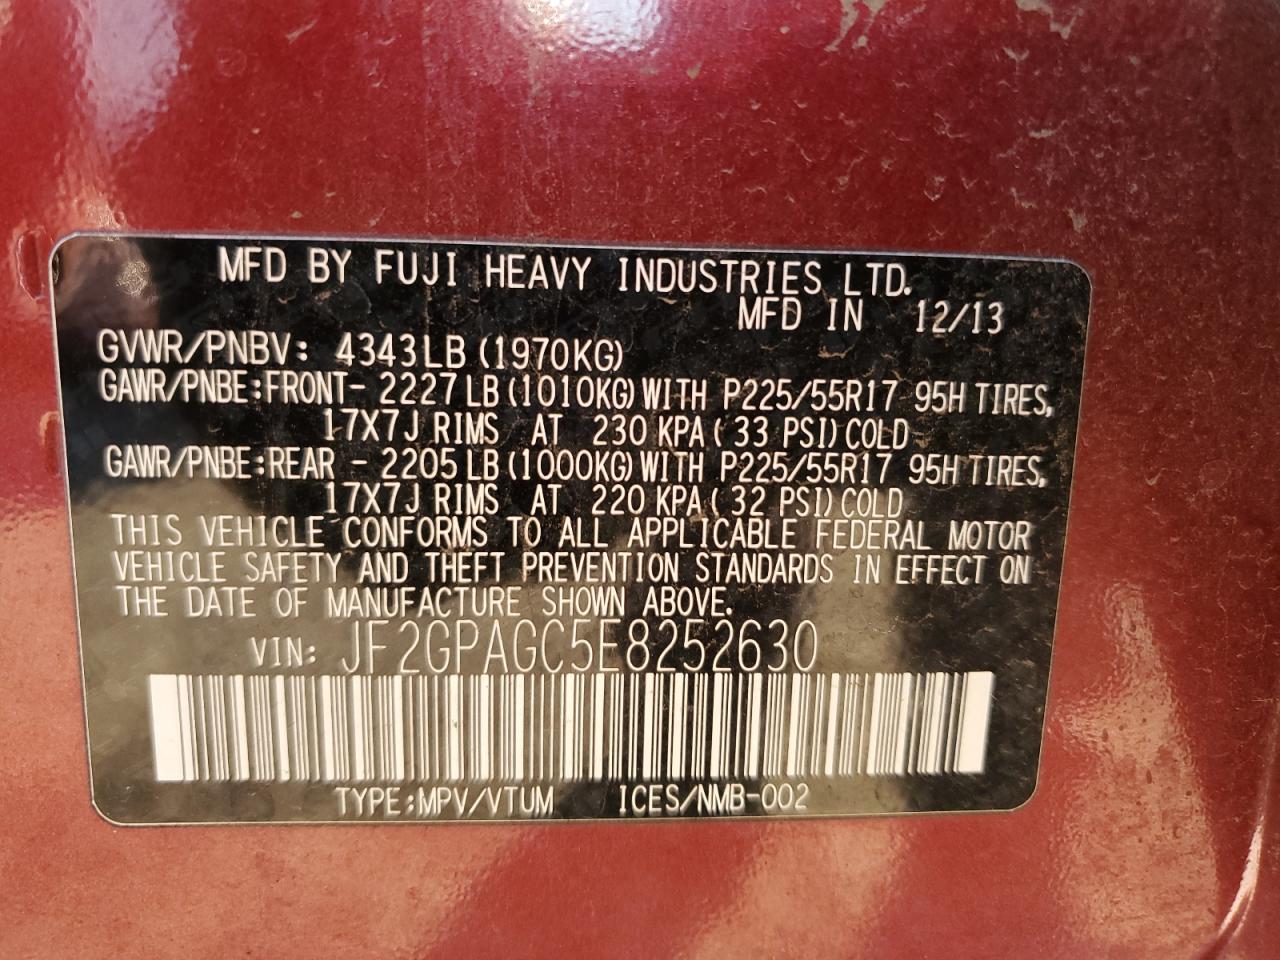 MFD BY FUJI HEAVY INDUSTRIES LTD.
MFD IN 12/13
GVWR/PNBV: 4343LB (1970KG)
GAWR/PNBE:FRONT- 2227 LB (1010KG) WITH P225/55R17 95H TIRES,
17X7J RIMS AT 230 KPA ( 33 PSI) COLD
GAWR/PNBE:REAR - 2205 LB (1000KG) WITH P225/55R17 95H TIRES,
17X7J RIMS AT 220 KPA ( 32 PSI) COLD
THIS VEHICLE CONFORMS TO ALL APPLICABLE FEDERAL MOTOR
VEHICLE SAFETY AND THEFT PREVENTION STANDARDS IN EFFECT ON
THE DATE OF MANUFACTURE SHOWN ABOVE.
VIN: JF2GPAGC5E8252630
TYPE:MPV/VTUM ICES/NMB-002